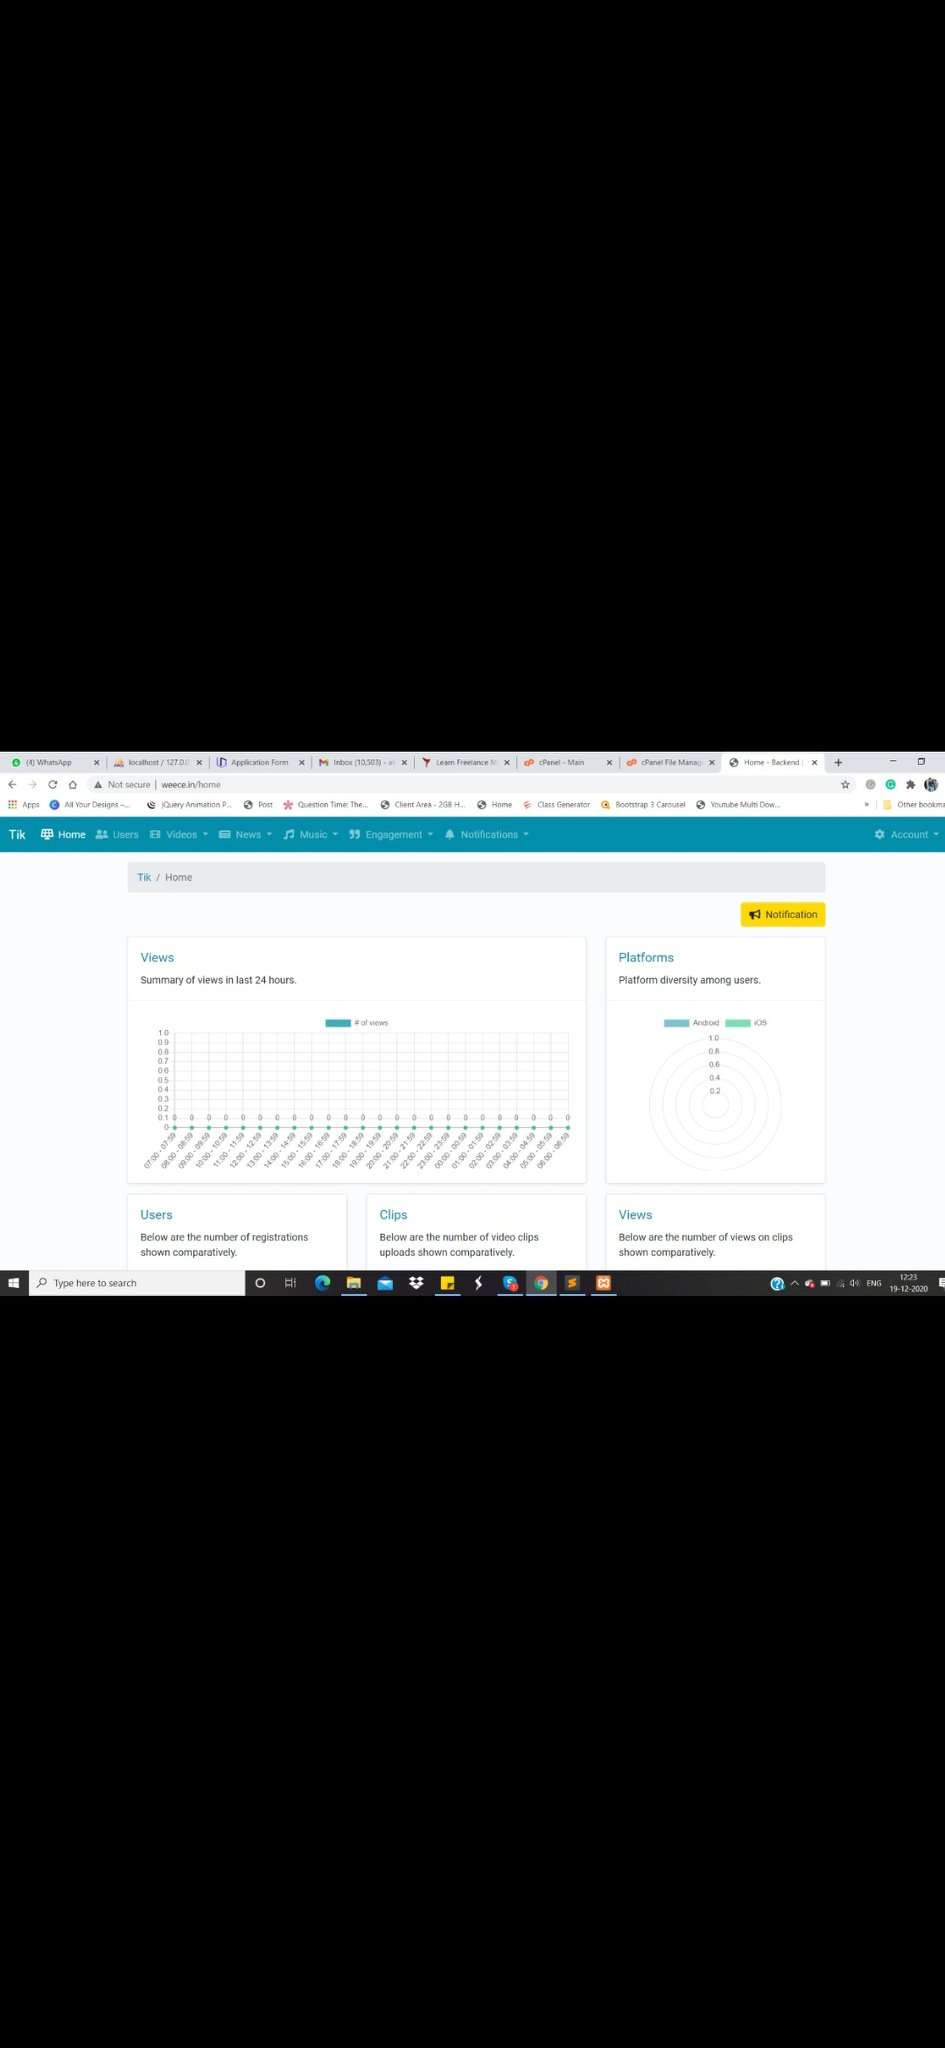 (4) WhatsApp
localhost / 127.0.0
Application Form
Inbox (10,503) - a
Learn Freelance
cPanel - Main
cPanel File Manag
Home - Backend
Not secure | weece.in/home
Apps
All Your Designs –...
jQuery Animation P...
Post
Question Time: The...
Client Area - 2GB H...
Home
Class Generator
Bootstrap 3 Carousel
Youtube Multi Dow...
»
Other bookma
Tik Home Users Videos News Music Engagement Notifications Account
Tik / Home
Notification
Views
Summary of views in last 24 hours.
# of views
1.0
0.9
0.8
0.7
0.6
0.5
0.4
0.3
0.2
0.1
0
0 0 0 0 0 0 0 0 0 0 0 0 0 0 0 0 0 0 0 0 0 0 0 0
07:00 - 07:59
08:00 - 08:59
09:00 - 09:59
10:00 - 10:59
11:00 - 11:59
12:00 - 12:59
13:00 - 13:59
14:00 - 14:59
15:00 - 15:59
16:00 - 16:59
17:00 - 17:59
18:00 - 18:59
19:00 - 19:59
20:00 - 20:59
21:00 - 21:59
22:00 - 22:59
23:00 - 23:59
00:00 - 00:59
01:00 - 01:59
02:00 - 02:59
03:00 - 03:59
04:00 - 04:59
05:00 - 05:59
06:00 - 06:59
Platforms
Platform diversity among users.
Android iOS
1.0
0.8
0.6
0.4
0.2
Users
Below are the number of registrations
shown comparatively.
Clips
Below are the number of video clips
uploads shown comparatively.
Views
Below are the number of views on clips
shown comparatively.
Type here to search
ENG
12:23
19-12-2020